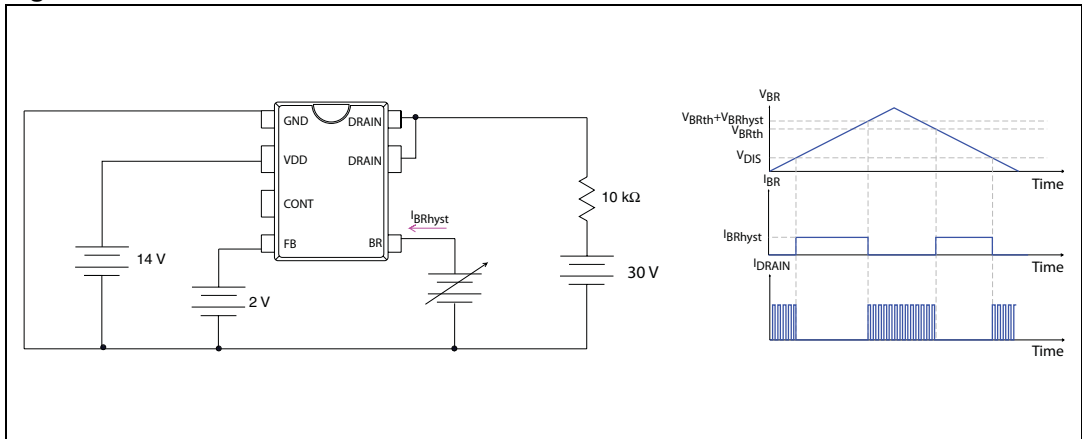 GND
DRAIN
VDD
DRAIN
CONT
FB
BR
IBRhyst
14 V
2 V
10 kΩ
30 V
VBR
VBRth+VBRhyst
VBRth
VDIS
Time
IBR
IBRhyst
Time
IDRAIN
Time